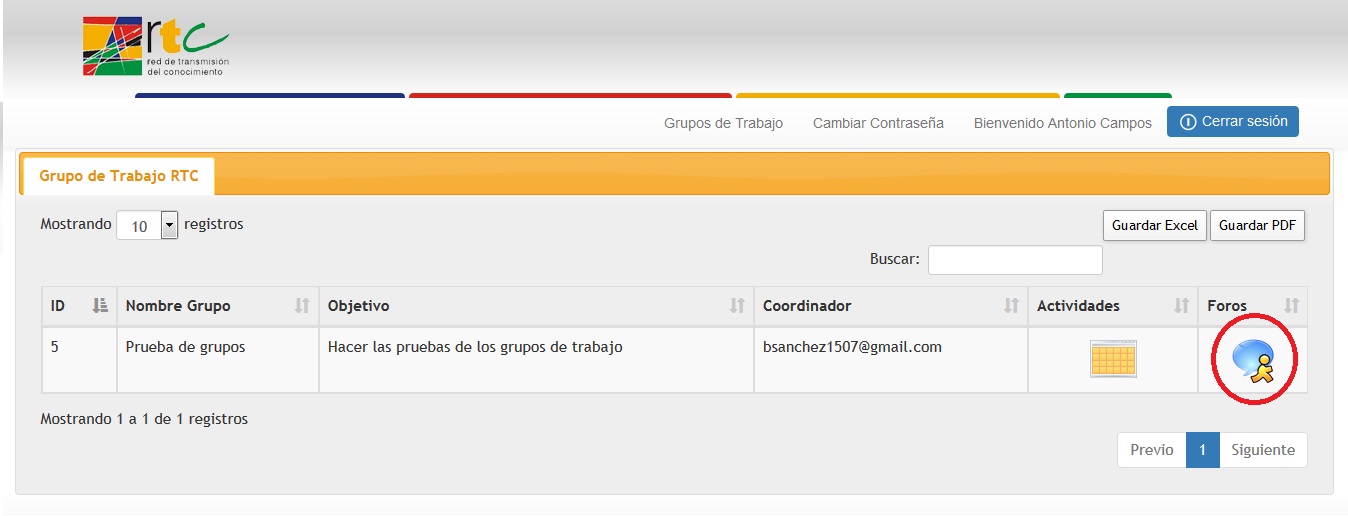 rtc
red de transmisión
del conocimiento
Grupos de Trabajo Cambiar Contraseña Bienvenido Antonio Campos Cerrar sesión
Grupo de Trabajo RTC
Mostrando 10 registros Guardar Excel Guardar PDF
Buscar:
ID Nombre Grupo Objetivo Coordinador Actividades Foros
5 Prueba de grupos Hacer las pruebas de los grupos de trabajo bsanchez1507@gmail.com
Mostrando 1 a 1 de 1 registros
Previo 1 Siguiente